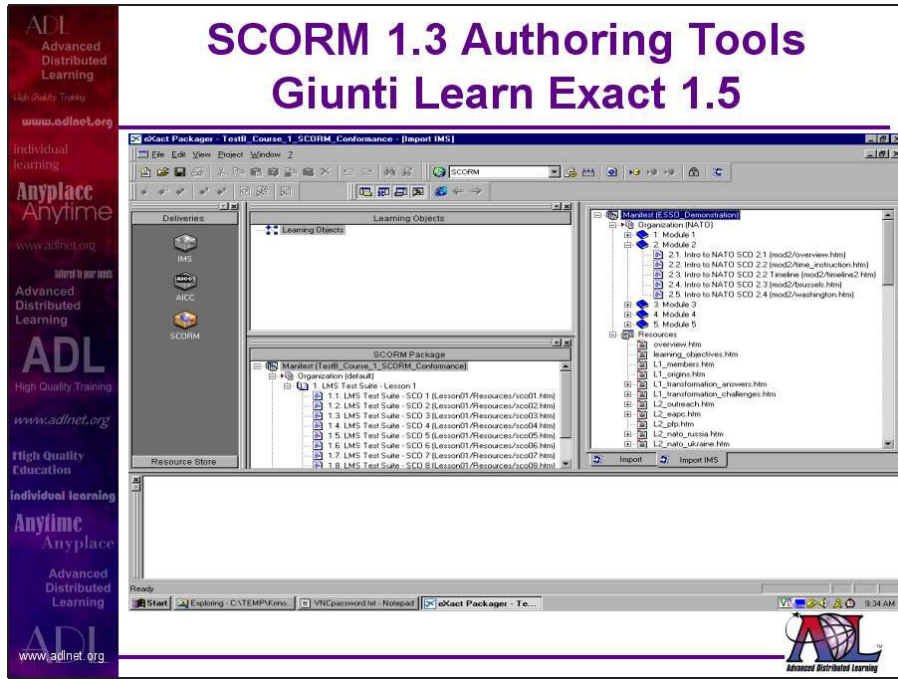 ADL
Advanced
Distributed
Learning
High Quality Training
www.adlnet.org
individual
learning
Anyplace
Anytime
www.adlnet.org
tailored to your needs
Advanced
Distributed
Learning
ADL
High Quality Training
www.adlnet.org
High Quality
Education
individual learning
Anytime
Anyplace
Advanced
Distributed
Learning
ADL
www.adlnet.org
SCORM 1.3 Authoring Tools
Giunti Learn Exact 1.5
eXact Packager - TestB_Course_1_SCORM_Conformance - [Import IMS]
File Edit View Project Window ?
SCORM
Deliveries
IMS
AICC
SCORM
Resource Store
Learning Objects
Learning Objects
SCORM Package
Manifest (TestB_Course_1_SCORM_Conformance)
Organization (default)
1. LMS Test Suite - Lesson 1
1.1. LMS Test Suite - SCO 1 (Lesson01/Resources/sco01.htm)
1.2. LMS Test Suite - SCO 2 (Lesson01/Resources/sco02.htm)
1.3. LMS Test Suite - SCO 3 (Lesson01/Resources/sco03.htm)
1.4. LMS Test Suite - SCO 4 (Lesson01/Resources/sco04.htm)
1.5. LMS Test Suite - SCO 5 (Lesson01/Resources/sco05.htm)
1.6. LMS Test Suite - SCO 6 (Lesson01/Resources/sco06.htm)
1.7. LMS Test Suite - SCO 7 (Lesson01/Resources/sco07.htm)
1.8. LMS Test Suite - SCO 8 (Lesson01/Resources/sco08.htm)
Manifest (ESSO_Demonstration)
Organization (NATO)
1. Module 1
2. Module 2
2.1. Intro to NATO SCO 2.1 (mod2/overview.htm)
2.2. Intro to NATO SCO 2.2 (mod2/time_instruction.htm)
2.3. Intro to NATO SCO 2.2 Timeline (mod2/timeline2.htm)
2.4. Intro to NATO SCO 2.3 (mod2/brussels.htm)
2.5. Intro to NATO SCO 2.4 (mod2/washington.htm)
3. Module 3
4. Module 4
5. Module 5
Resources
overview.htm
learning_objectives.htm
L1_members.htm
L1_origins.htm
L1_transformation_answers.htm
L1_transformation_challenges.htm
L2_outreach.htm
L2_eapc.htm
L2_pfp.htm
L2_nato_russia.htm
L2_nato_ukraine.htm
Import
Import IMS
Ready
Start
Exploring - C:\TEMP\Krino...
VNCpassword.txt - Notepad
eXact Packager - Te...
9:34 AM
ADL
TM
Advanced Distributed Learning